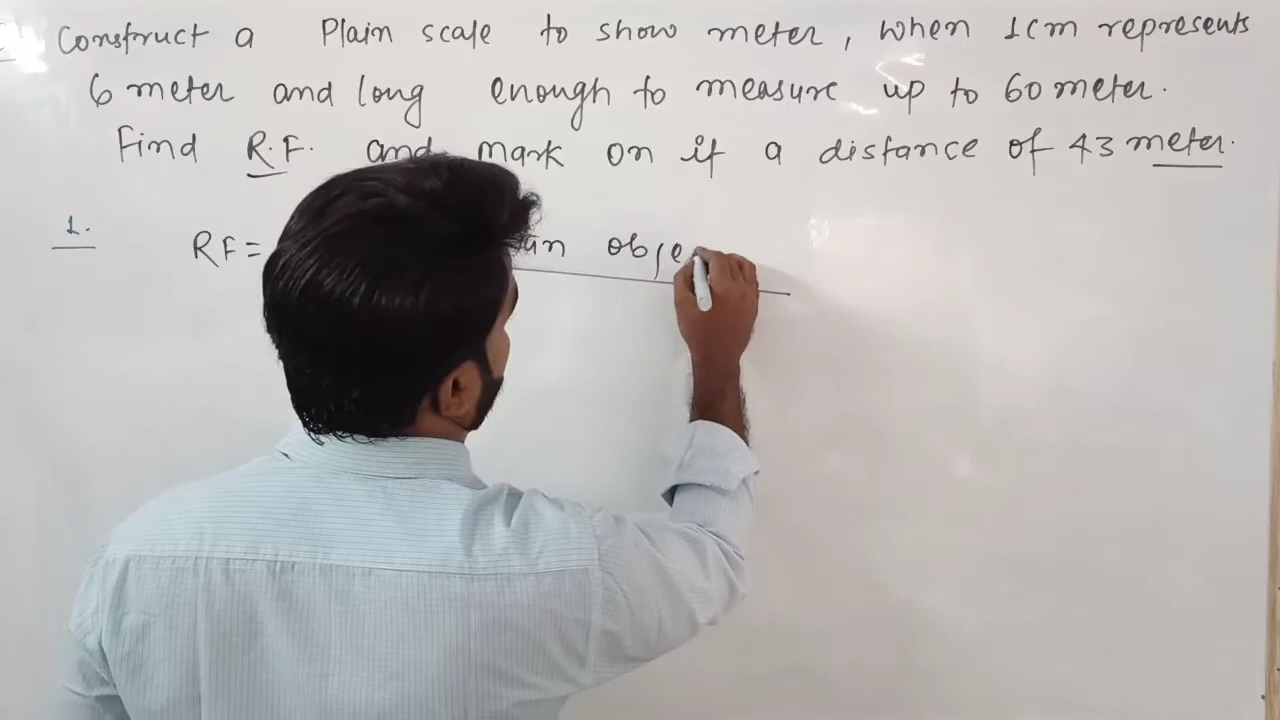 Construct a Plain scale to show meter, when 1cm represents
6 meter and long enough to measure up to 60 meter.
Find R.F. and mark on it a distance of 43 meter.
1. RF= an obje